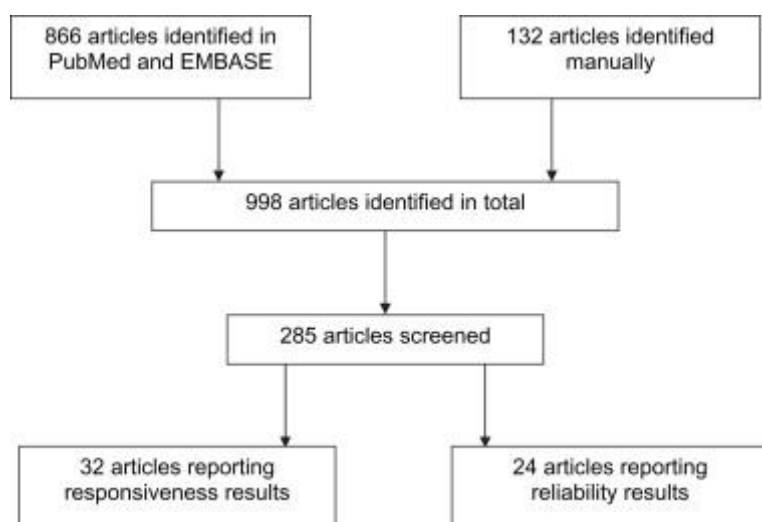 866 articles identified in
PubMed and EMBASE
132 articles identified
manually
998 articles identified in total
285 articles screened
32 articles reporting
responsiveness results
24 articles reporting
reliability results